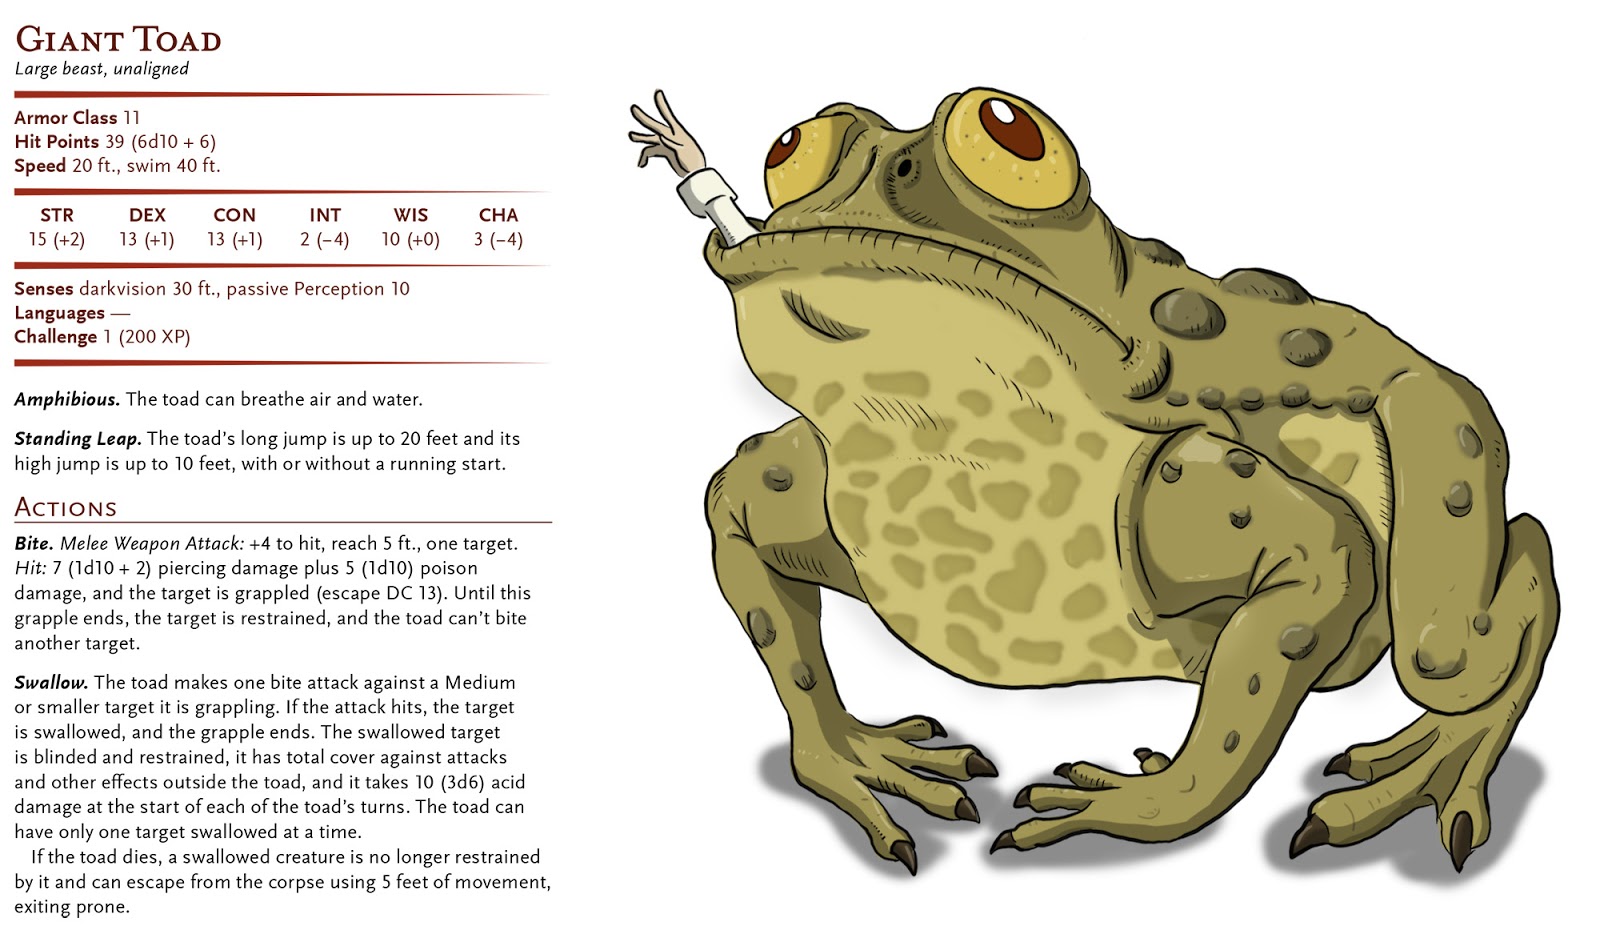 Giant Toad
Large beast, unaligned
Armor Class 11
Hit Points 39 (6d10 + 6)
Speed 20 ft., swim 40 ft.
STR DEX CON INT WIS CHA
15 (+2) 13 (+1) 13 (+1) 2 (−4) 10 (+0) 3 (−4)
Senses darkvision 30 ft., passive Perception 10
Languages —
Challenge 1 (200 XP)
Amphibious. The toad can breathe air and water.
Standing Leap. The toad’s long jump is up to 20 feet and its
high jump is up to 10 feet, with or without a running start.
Actions
Bite. Melee Weapon Attack: +4 to hit, reach 5 ft., one target.
Hit: 7 (1d10 + 2) piercing damage plus 5 (1d10) poison
damage, and the target is grappled (escape DC 13). Until this
grapple ends, the target is restrained, and the toad can’t bite
another target.
Swallow. The toad makes one bite attack against a Medium
or smaller target it is grappling. If the attack hits, the target
is swallowed, and the grapple ends. The swallowed target
is blinded and restrained, it has total cover against attacks
and other effects outside the toad, and it takes 10 (3d6) acid
damage at the start of each of the toad’s turns. The toad can
have only one target swallowed at a time.
If the toad dies, a swallowed creature is no longer restrained
by it and can escape from the corpse using 5 feet of movement,
exiting prone.